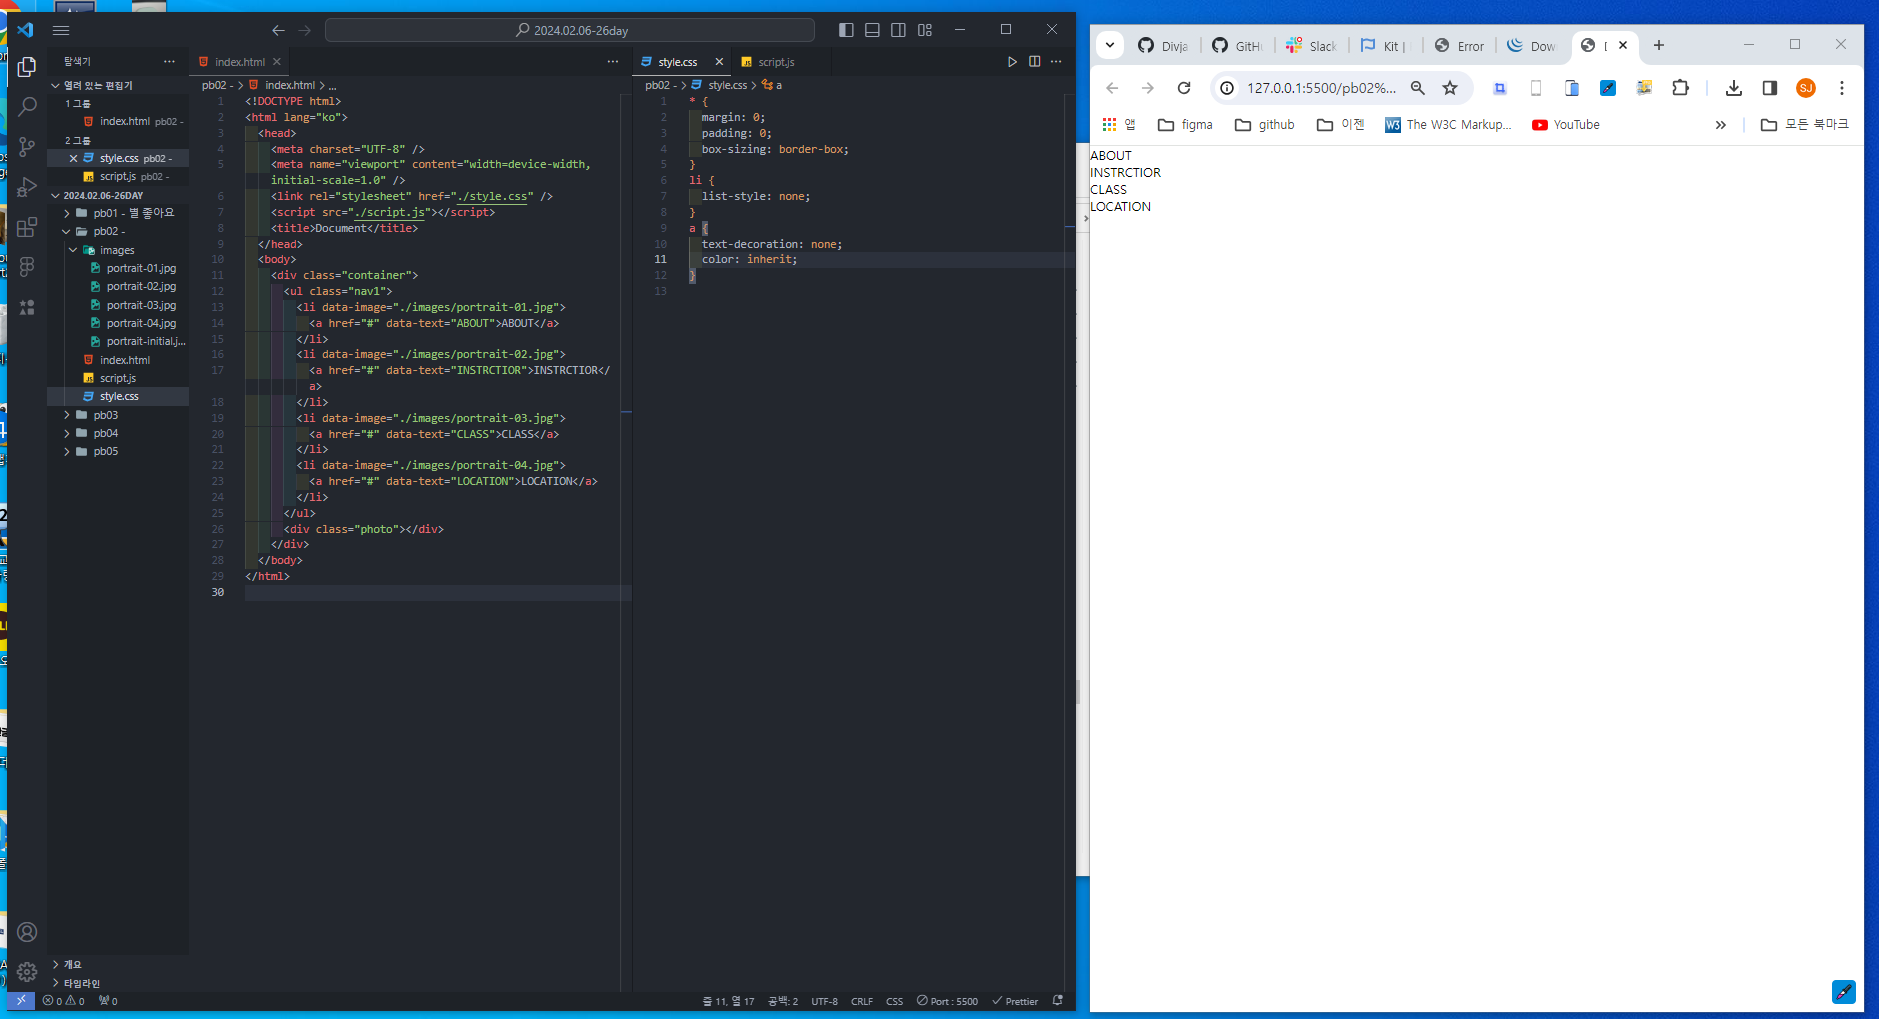 2024.02.06-26day
탐색기
열려 있는 편집기
1 그룹
index.html pb02 -
2 그룹
style.css pb02 -
script.js pb02 -
2024.02.06-26DAY
pb01 - 별 좋아요
pb02 -
images
portrait-01.jpg
portrait-02.jpg
portrait-03.jpg
portrait-04.jpg
portrait-initial.j...
index.html
script.js
style.css
pb03
pb04
pb05
개요
타임라인
index.html
pb02 - > index.html > ...
1 <!DOCTYPE html>
2 <html lang="ko">
3 <head>
4 <meta charset="UTF-8" />
5 <meta name="viewport" content="width=device-width,
initial-scale=1.0" />
6 <link rel="stylesheet" href="./style.css" />
7 <script src="./script.js"></script>
8 <title>Document</title>
9 </head>
10 <body>
11 <div class="container">
12 <ul class="nav1">
13 <li data-image="./images/portrait-01.jpg">
14 <a href="#" data-text="ABOUT">ABOUT</a>
15 </li>
16 <li data-image="./images/portrait-02.jpg">
17 <a href="#" data-text="INSTRCTIOR">INSTRCTIOR</
a>
18 </li>
19 <li data-image="./images/portrait-03.jpg">
20 <a href="#" data-text="CLASS">CLASS</a>
21 </li>
22 <li data-image="./images/portrait-04.jpg">
23 <a href="#" data-text="LOCATION">LOCATION</a>
24 </li>
25 </ul>
26 <div class="photo"></div>
27 </div>
28 </body>
29 </html>
30
style.css
script.js
pb02 - > style.css > a
1 * {
2 margin: 0;
3 padding: 0;
4 box-sizing: border-box;
5 }
6 li {
7 list-style: none;
8 }
9 a {
10 text-decoration: none;
11 color: inherit;
12 }
13
0 0 0
줄 11, 열 17 공백: 2 UTF-8 CRLF CSS Port : 5500 Prettier
Divja GitHu Slack Kit | Error Dow
127.0.0.1:5500/pb02%...
SJ
앱 figma github 이젠 The W3C Markup... YouTube
모든 북마크
ABOUT
INSTRCTIOR
CLASS
LOCATION